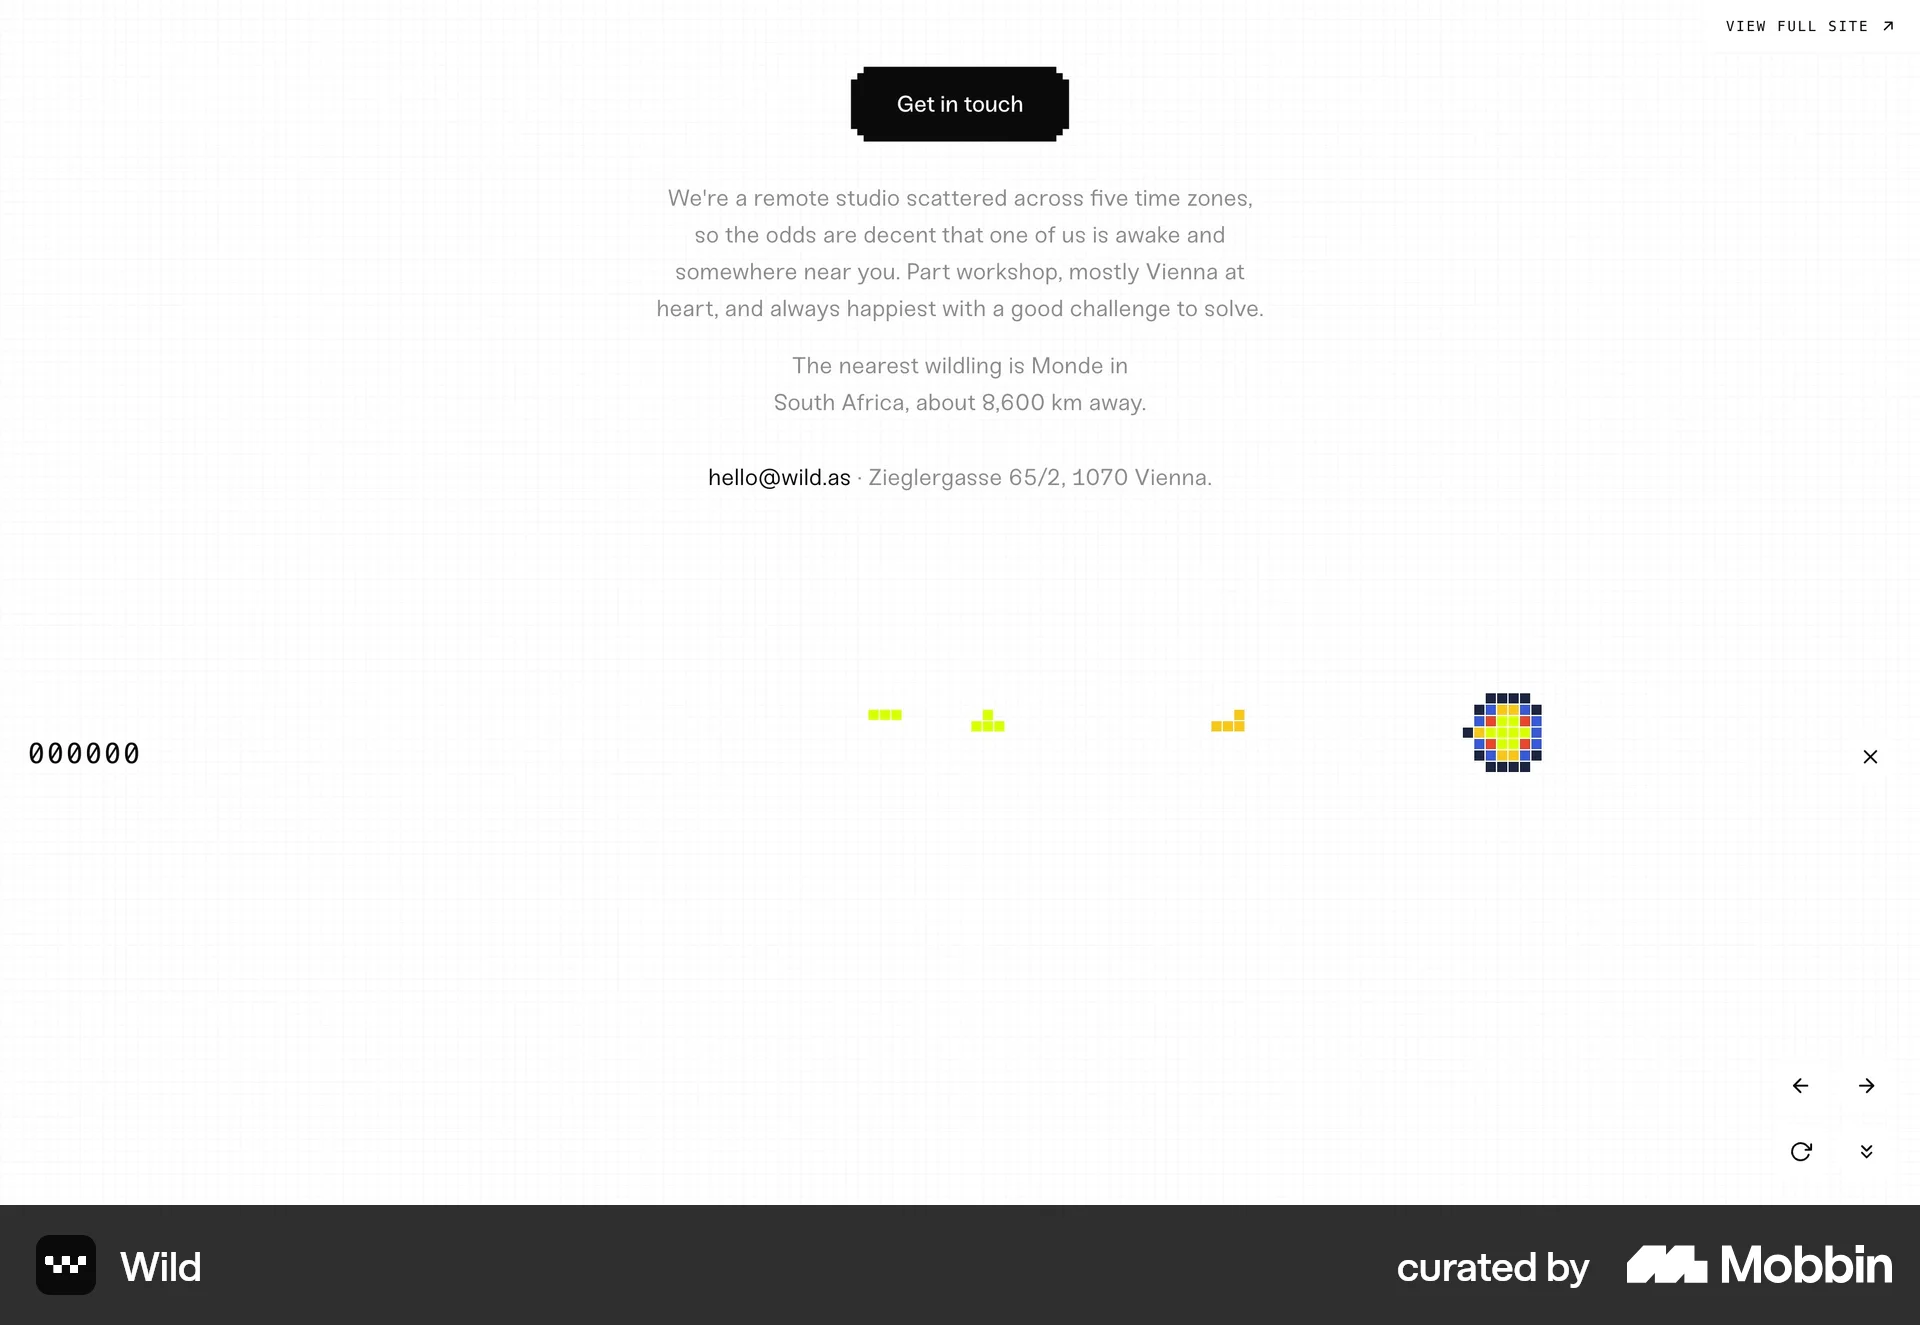 VIEW FULL SITE
Get in touch
We're a remote studio scattered across five time zones,
so the odds are decent that one of us is awake and
somewhere near you. Part workshop, mostly Vienna at
heart, and always happiest with a good challenge to solve.
The nearest wildling is Monde in
South Africa, about 8,600 km away.
hello@wild.as · Zieglergasse 65/2, 1070 Vienna.
000000
Wild
curated by Mobbin